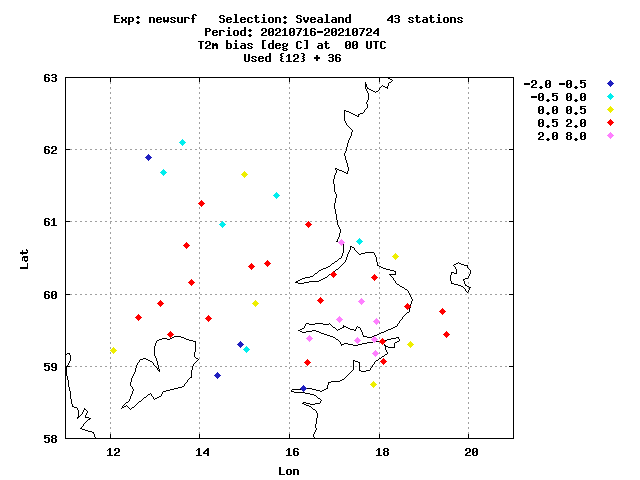 Exp: newsurf Selection: Svealand 43 stations
Period: 20210716-20210724
T2m bias [deg C] at 00 UTC
Used {12} + 36
-2.0 -0.5
-0.5 0.0
0.0 0.5
0.5 2.0
2.0 8.0
63
62
61
60
59
58
Lat
12 14 16 18 20
Lon